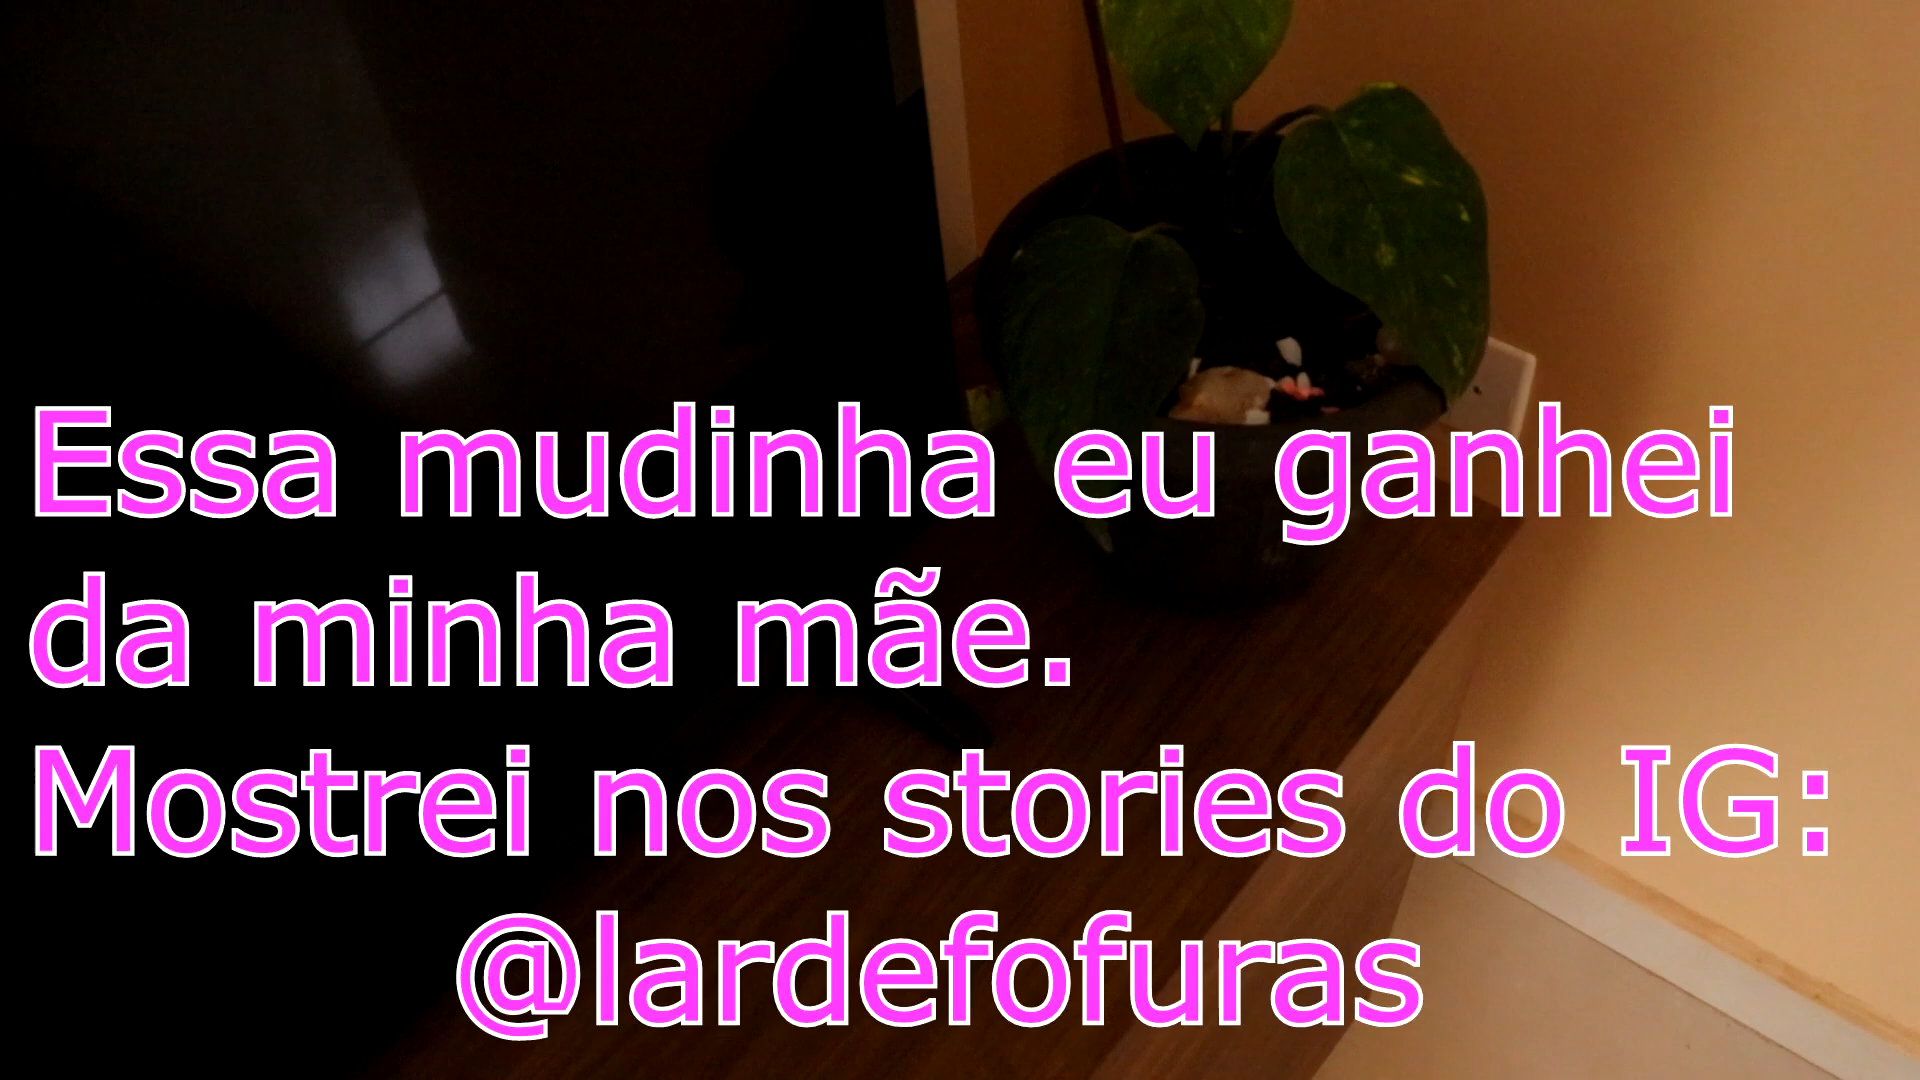 Essa mudinha eu ganhei
da minha mãe.
Mostrei nos stories do IG:
@lardefofuras